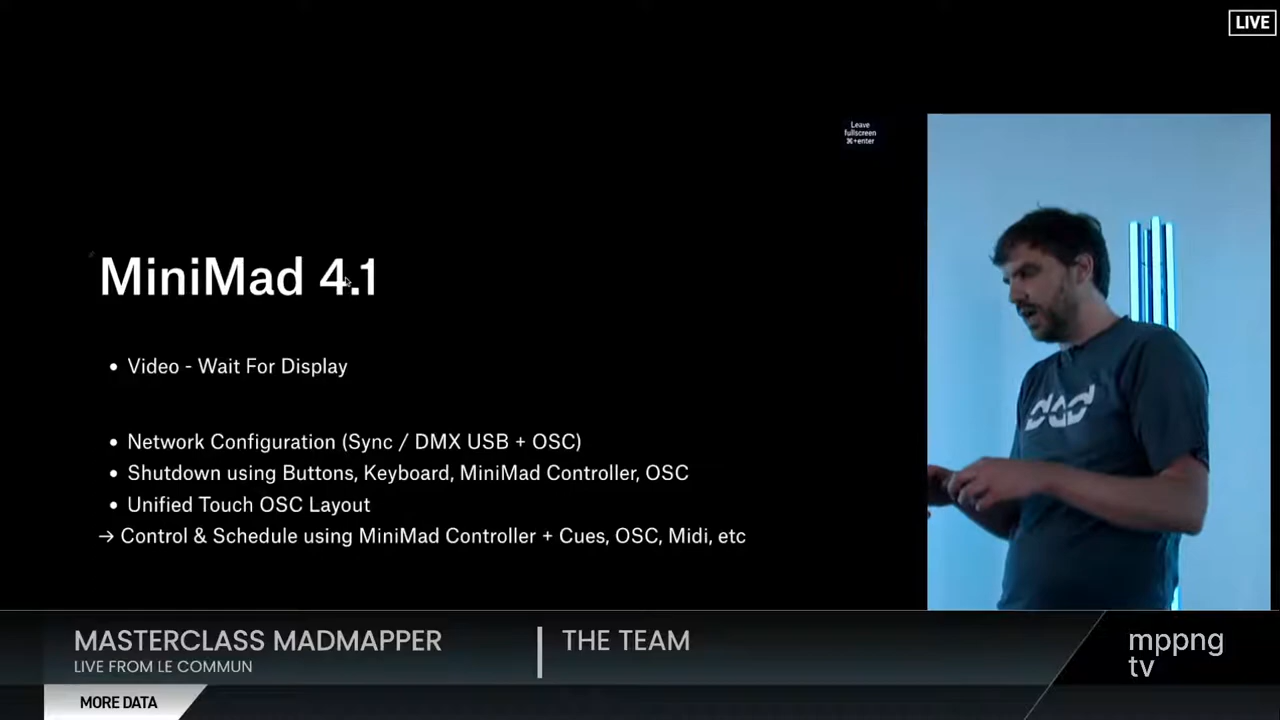 LIVE
Leave
fullscreen
⌘+enter
MiniMad 4.1
• Video - Wait For Display
• Network Configuration (Sync / DMX USB + OSC)
• Shutdown using Buttons, Keyboard, MiniMad Controller, OSC
• Unified Touch OSC Layout
→ Control & Schedule using MiniMad Controller + Cues, OSC, Midi, etc
MASTERCLASS MADMAPPER
LIVE FROM LE COMMUN
THE TEAM
mppng
tv
MORE DATA